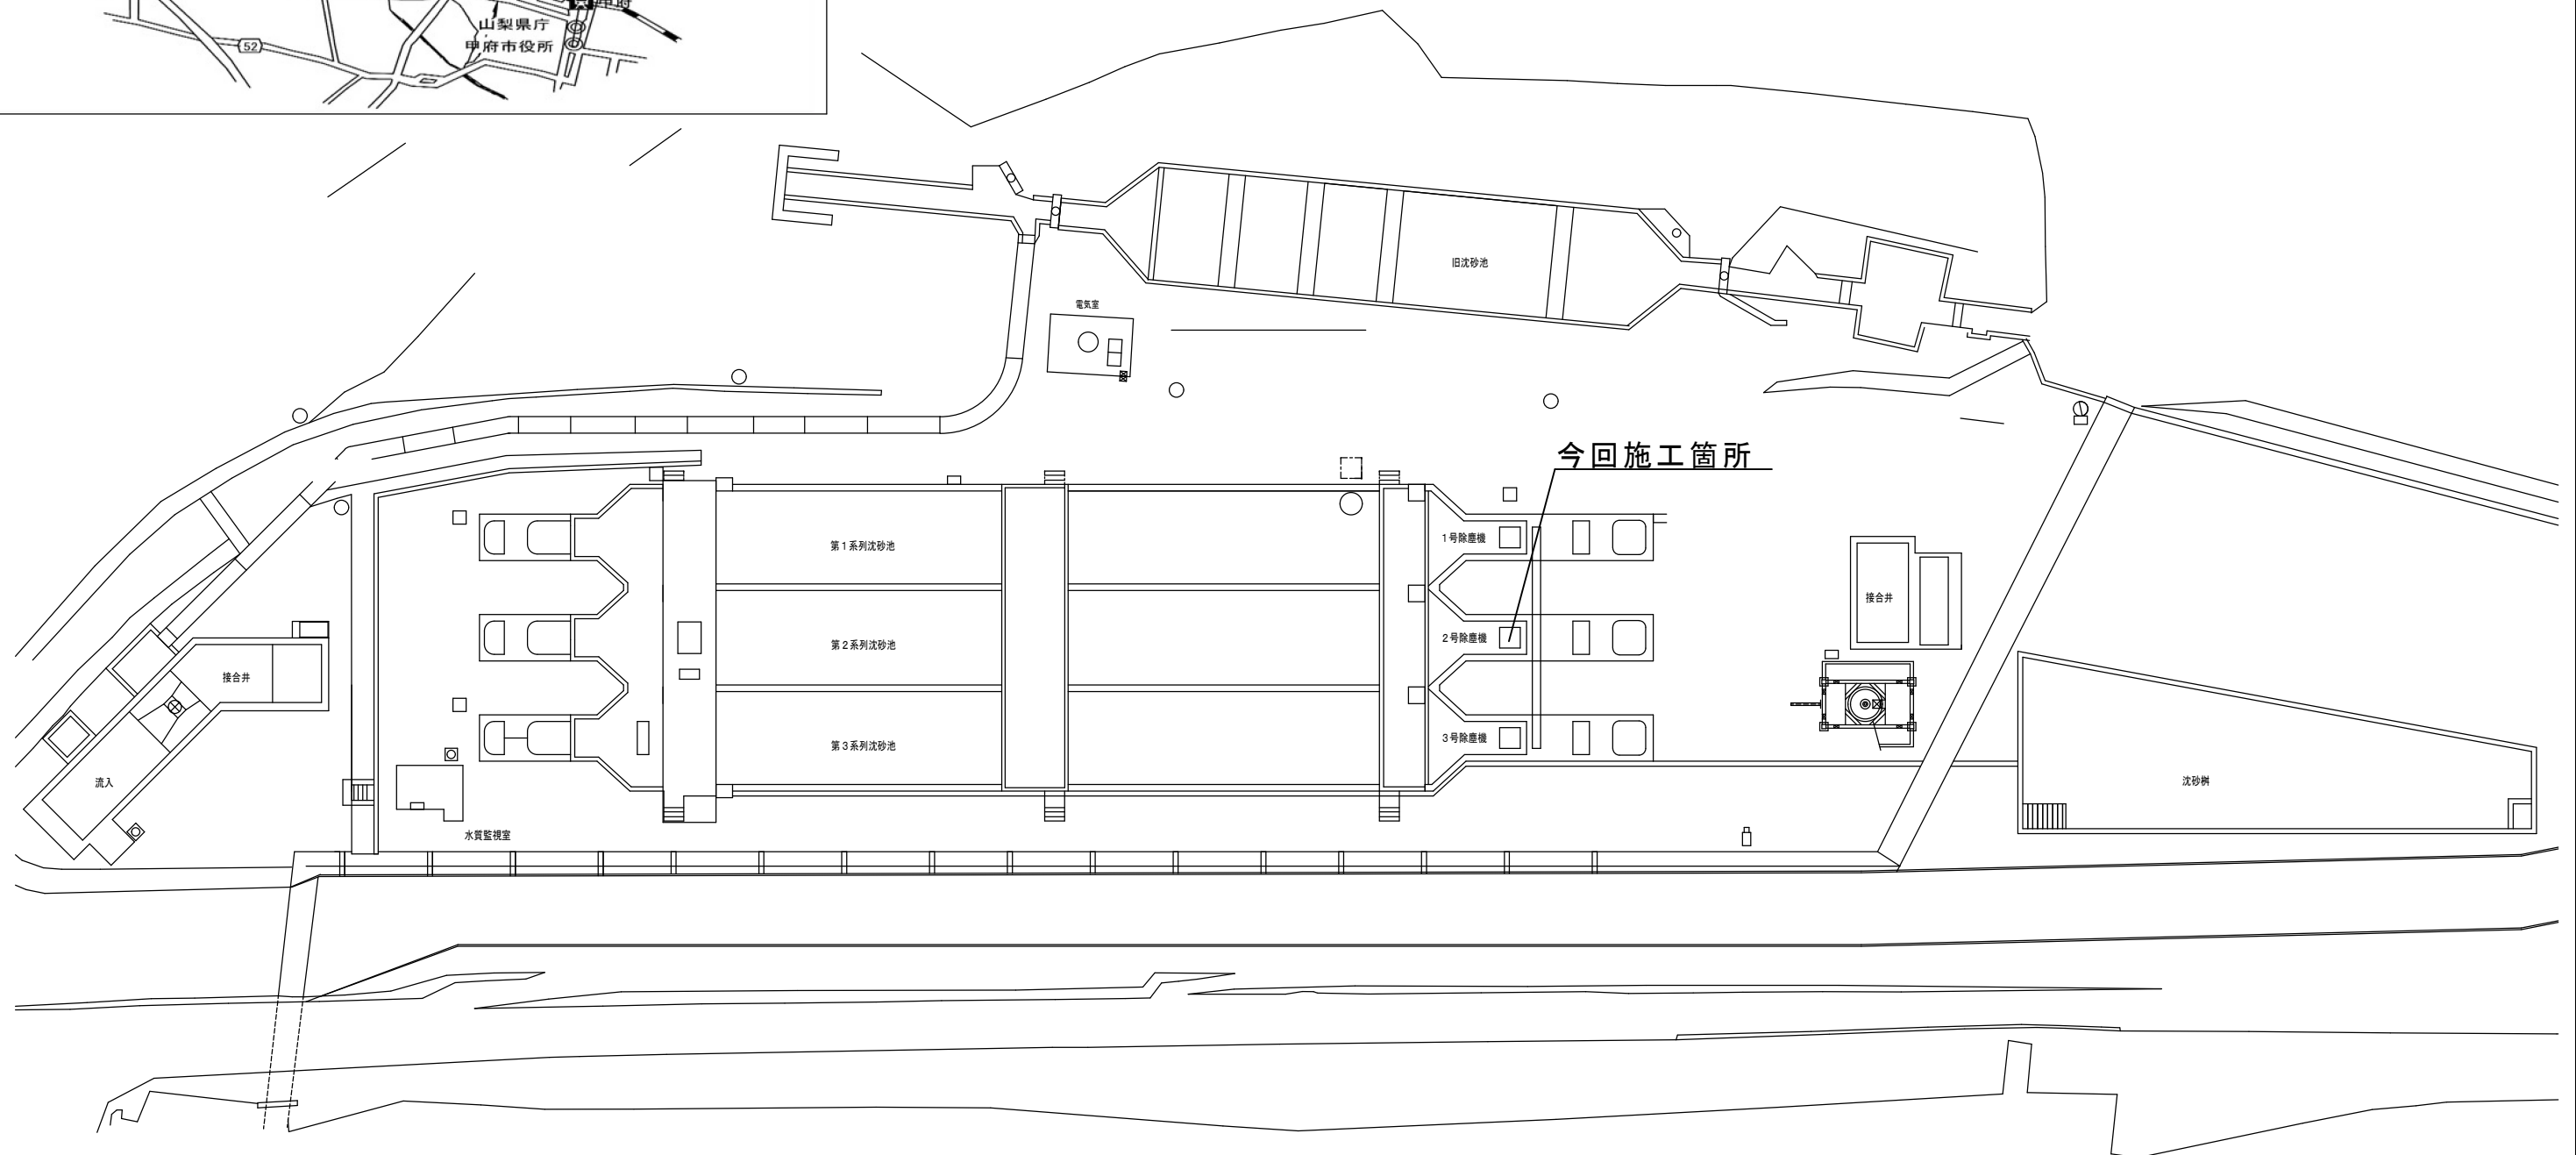 甲府
山梨県庁
52
甲府市役所
旧沈砂池
電気室
今回施工箇所
第1系列沈砂池
1号除塵機
接合井
第2系列沈砂池
2号除塵機
接合井
第3系列沈砂池
3号除塵機
流入
沈砂桝
水質監視室